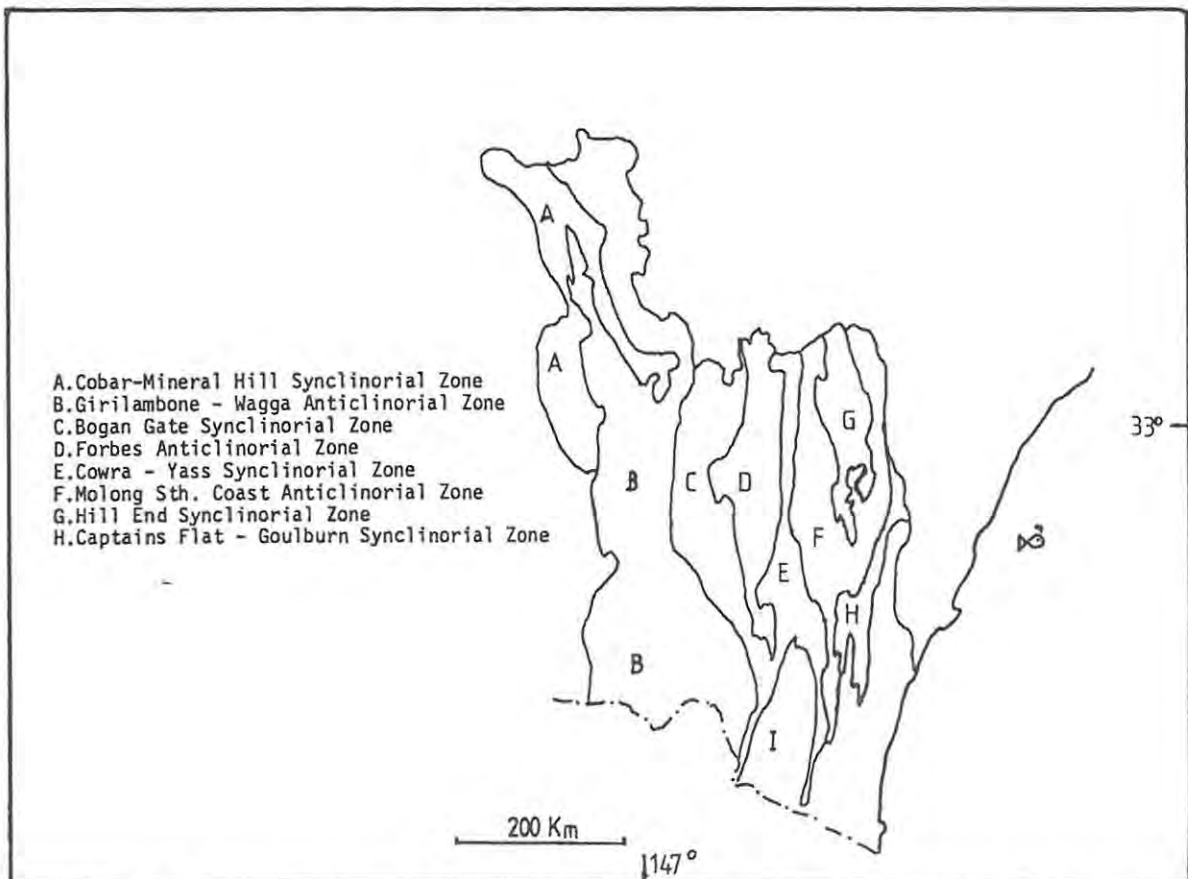 A
A
A.Cobar-Mineral Hill Synclinorial Zone
B.Girilambone - Wagga Anticlinorial Zone
C.Bogan Gate Synclinorial Zone
D.Forbes Anticlinorial Zone
E.Cowra - Yass Synclinorial Zone
F.Molong Sth. Coast Anticlinorial Zone
G.Hill End Synclinorial Zone
H.Captains Flat - Goulburn Synclinorial Zone
G
33°
B
C
D
F
E
H
B
I
200 Km
147°